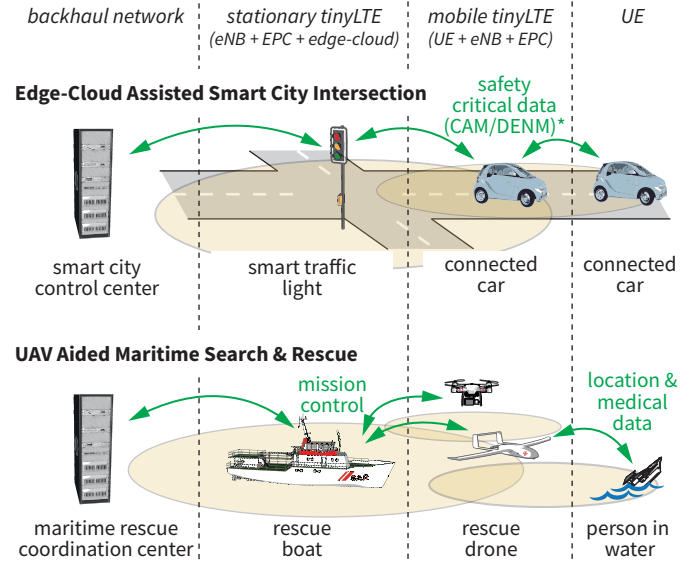 backhaul network
stationary tinyLTE
(eNB + EPC + edge-cloud)
mobile tinyLTE
(UE + eNB + EPC)
UE
Edge-Cloud Assisted Smart City Intersection
safety
critical data
(CAM/DENM)*
smart city
control center
smart traffic
light
connected
car
connected
car
UAV Aided Maritime Search & Rescue
mission
control
location &
medical
data
maritime rescue
coordination center
rescue
boat
rescue
drone
person in
water